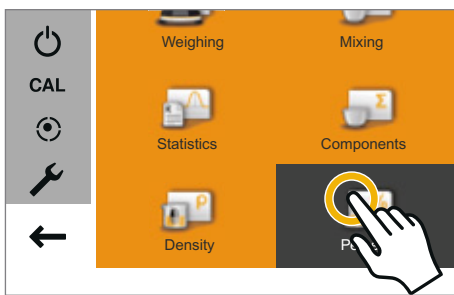 Weighing
Mixing
CAL
Statistics
Components
Σ
ρ
Density